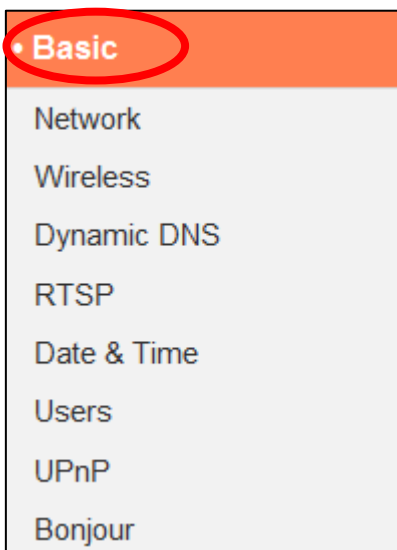 • Basic
Network
Wireless
Dynamic DNS
RTSP
Date & Time
Users
UPnP
Bonjour